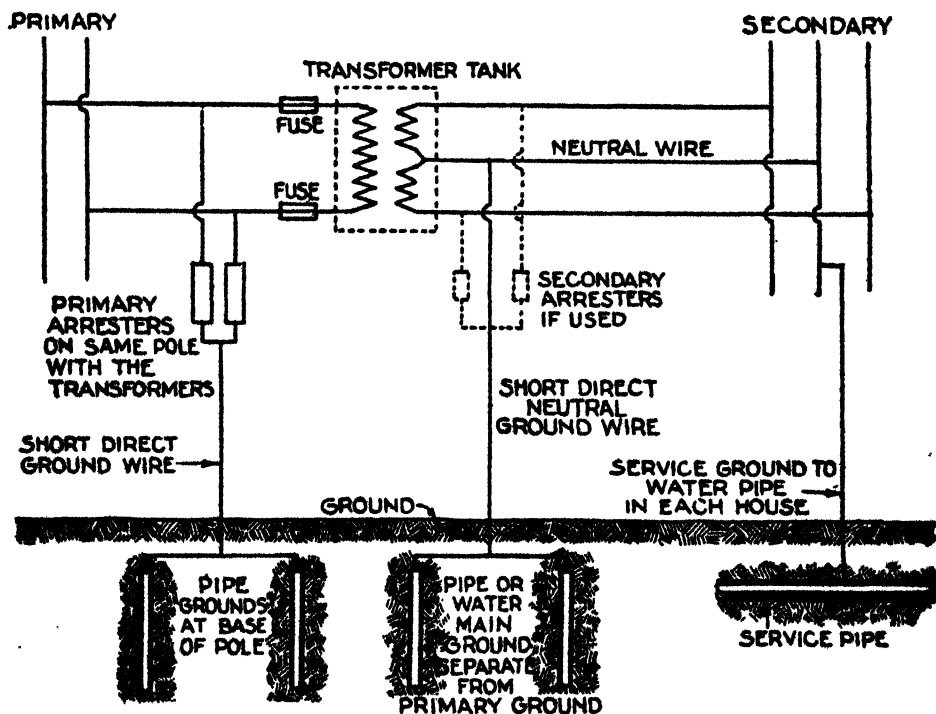 PRIMARY
SECONDARY
TRANSFORMER TANK
FUSE
NEUTRAL WIRE
FUSE
PRIMARY
ARRESTERS
ON SAME POLE
WITH THE
TRANSFORMERS
SECONDARY
ARRESTERS
IF USED
SHORT DIRECT
NEUTRAL
GROUND WIRE
SHORT DIRECT
GROUND WIRE
SERVICE GROUND TO
WATER PIPE
IN EACH HOUSE
GROUND
PIPE
GROUNDS
AT BASE
OF POLE
PIPE OR
WATER
MAIN
GROUND
SEPARATE
FROM
PRIMARY GROUND
SERVICE PIPE